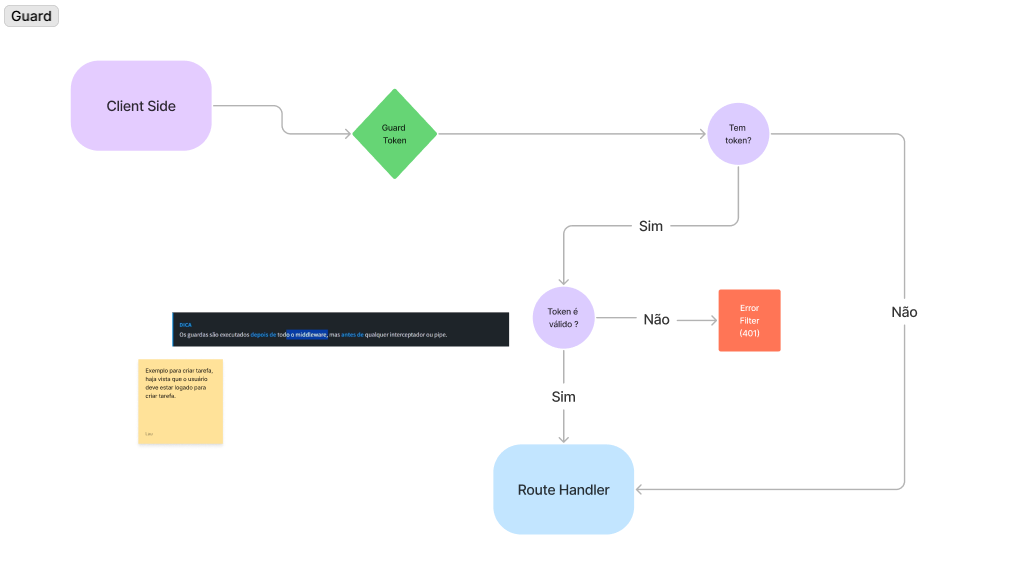 Guard
Client Side
Guard
Token
Tem
token?
Sim
Token é
válido ?
Não
Error
Filter
(401)
Não
DICA
Os guardas são executados depois de todo o middleware, mas antes de qualquer interceptador ou pipe.
Exemplo para criar tarefa,
haja vixta que o usuário
deve estar logado para
criar tarefa.
Sim
Route Handler